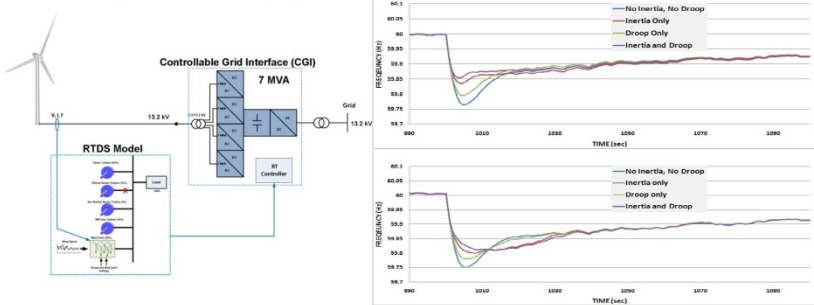 Controllable Grid Interface (CGI)
7 MVA
Grid
V, I, T
13.2 kV
13.2 kV
RTDS Model
RT
Controller
Load
Wind Speed
FREQEUNCY (Hz)
60.1
60.05
60
59.95
59.9
59.85
59.8
59.75
59.7
No Inertia, No Droop
Inertia Only
Droop Only
Inertia and Droop
990
1010
1030
1050
1070
1090
TIME (sec)
FREQEUNCY (Hz)
60.1
60.05
60
59.95
59.9
59.85
59.8
59.75
59.7
No Inertia, No Droop
Inertia only
Droop only
Inertia and Droop
990
1010
1030
1050
1070
1090
TIME (sec)